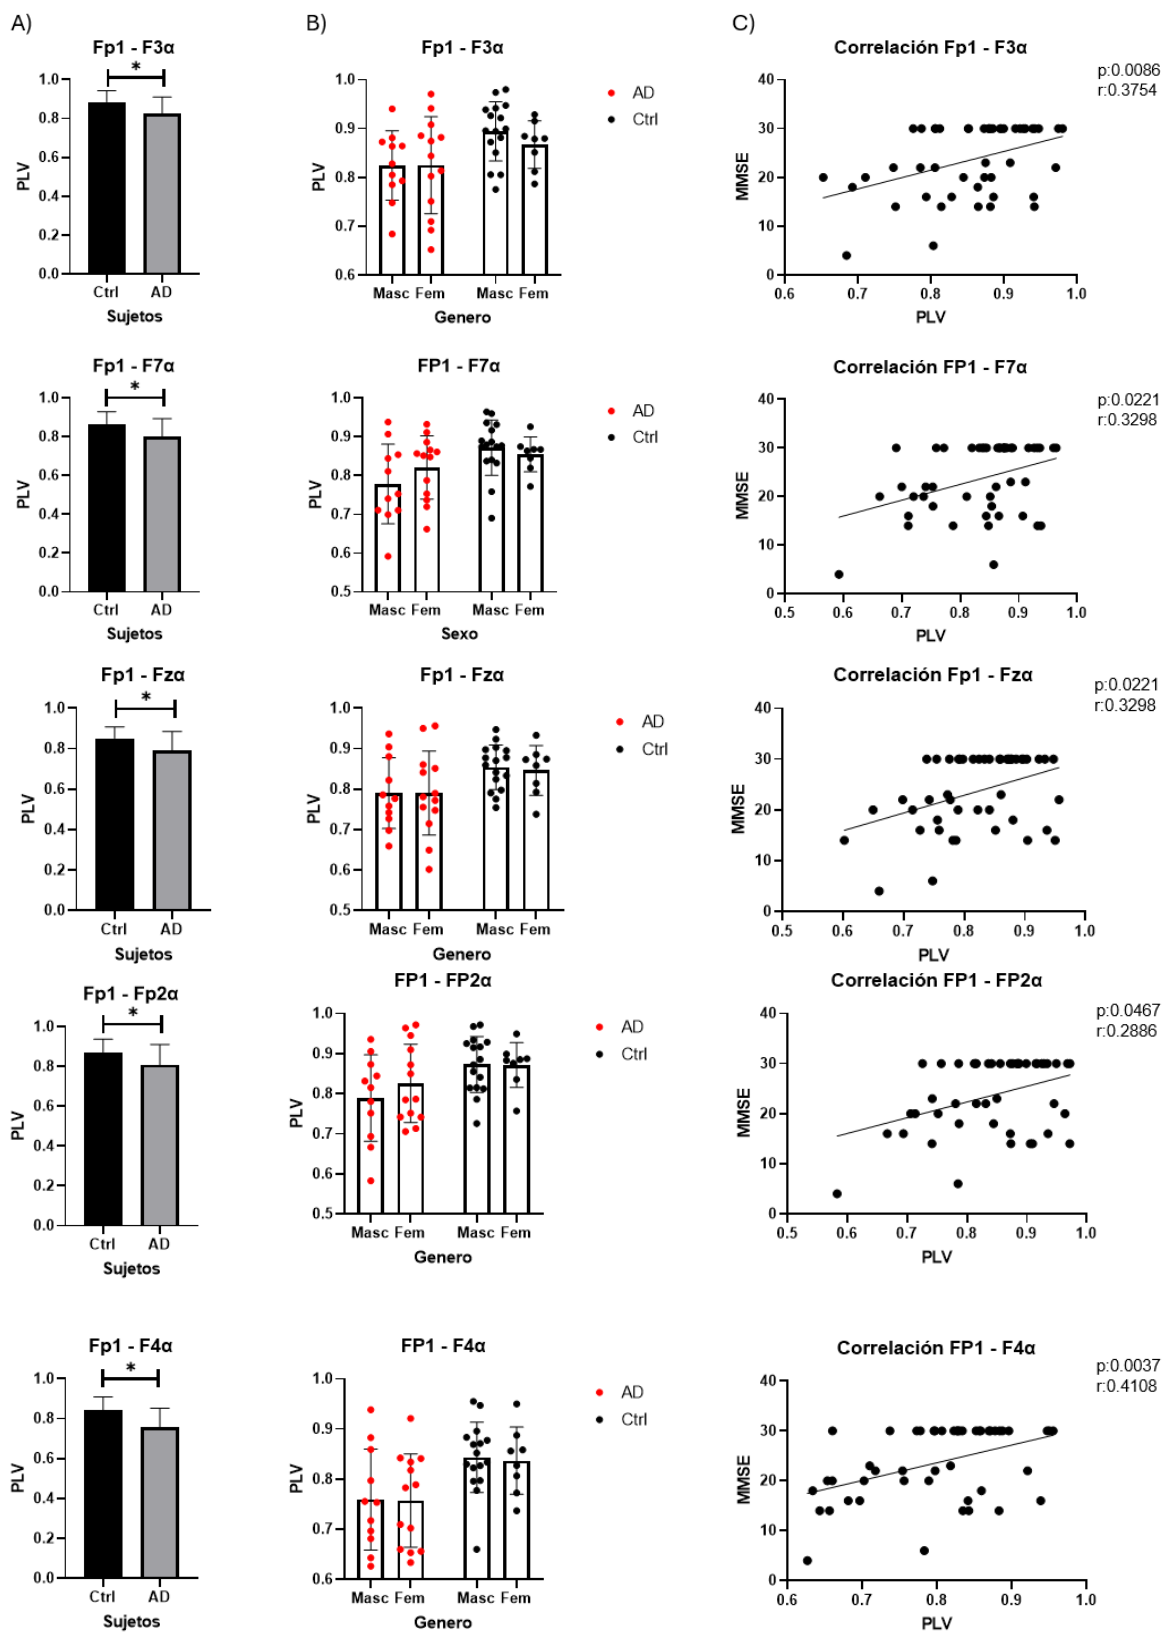 A)
B)
C)
Fp1 - F3α
*
1.0
0.8
0.6
0.4
0.2
0.0
PLV
Ctrl AD
Sujetos
Fp1 - F3α
1.0
0.9
0.8
0.7
0.6
PLV
Masc Fem Masc Fem
Genero
AD
Ctrl
Correlación Fp1 - F3α
p:0.0086
r:0.3754
40
30
20
10
0
MMSE
0.6 0.7 0.8 0.9 1.0
PLV
Fp1 - F7α
*
1.0
0.8
0.6
0.4
0.2
0.0
PLV
Ctrl AD
Sujetos
FP1 - F7α
1.0
0.9
0.8
0.7
0.6
0.5
PLV
Masc Fem Masc Fem
Sexo
AD
Ctrl
Correlación FP1 - F7α
p:0.0221
r:0.3298
40
30
20
10
0
MMSE
0.5 0.6 0.7 0.8 0.9 1.0
PLV
Fp1 - Fzα
*
1.0
0.8
0.6
0.4
0.2
0.0
PLV
Ctrl AD
Sujetos
Fp1 - Fzα
1.0
0.9
0.8
0.7
0.6
0.5
PLV
Masc Fem Masc Fem
Genero
AD
Ctrl
Correlación Fp1 - Fzα
p:0.0221
r:0.3298
40
30
20
10
0
MMSE
0.5 0.6 0.7 0.8 0.9 1.0
PLV
Fp1 - Fp2α
*
1.0
0.8
0.6
0.4
0.2
0.0
PLV
Ctrl AD
Sujetos
FP1 - FP2α
1.0
0.9
0.8
0.7
0.6
0.5
PLV
Masc Fem Masc Fem
Genero
AD
Ctrl
Correlación FP1 - FP2α
p:0.0467
r:0.2886
40
30
20
10
0
MMSE
0.5 0.6 0.7 0.8 0.9 1.0
PLV
Fp1 - F4α
*
1.0
0.8
0.6
0.4
0.2
0.0
PLV
Ctrl AD
Sujetos
FP1 - F4α
1.0
0.9
0.8
0.7
0.6
PLV
Masc Fem Masc Fem
Genero
AD
Ctrl
Correlación FP1 - F4α
p:0.0037
r:0.4108
40
30
20
10
0
MMSE
0.6 0.7 0.8 0.9 1.0
PLV